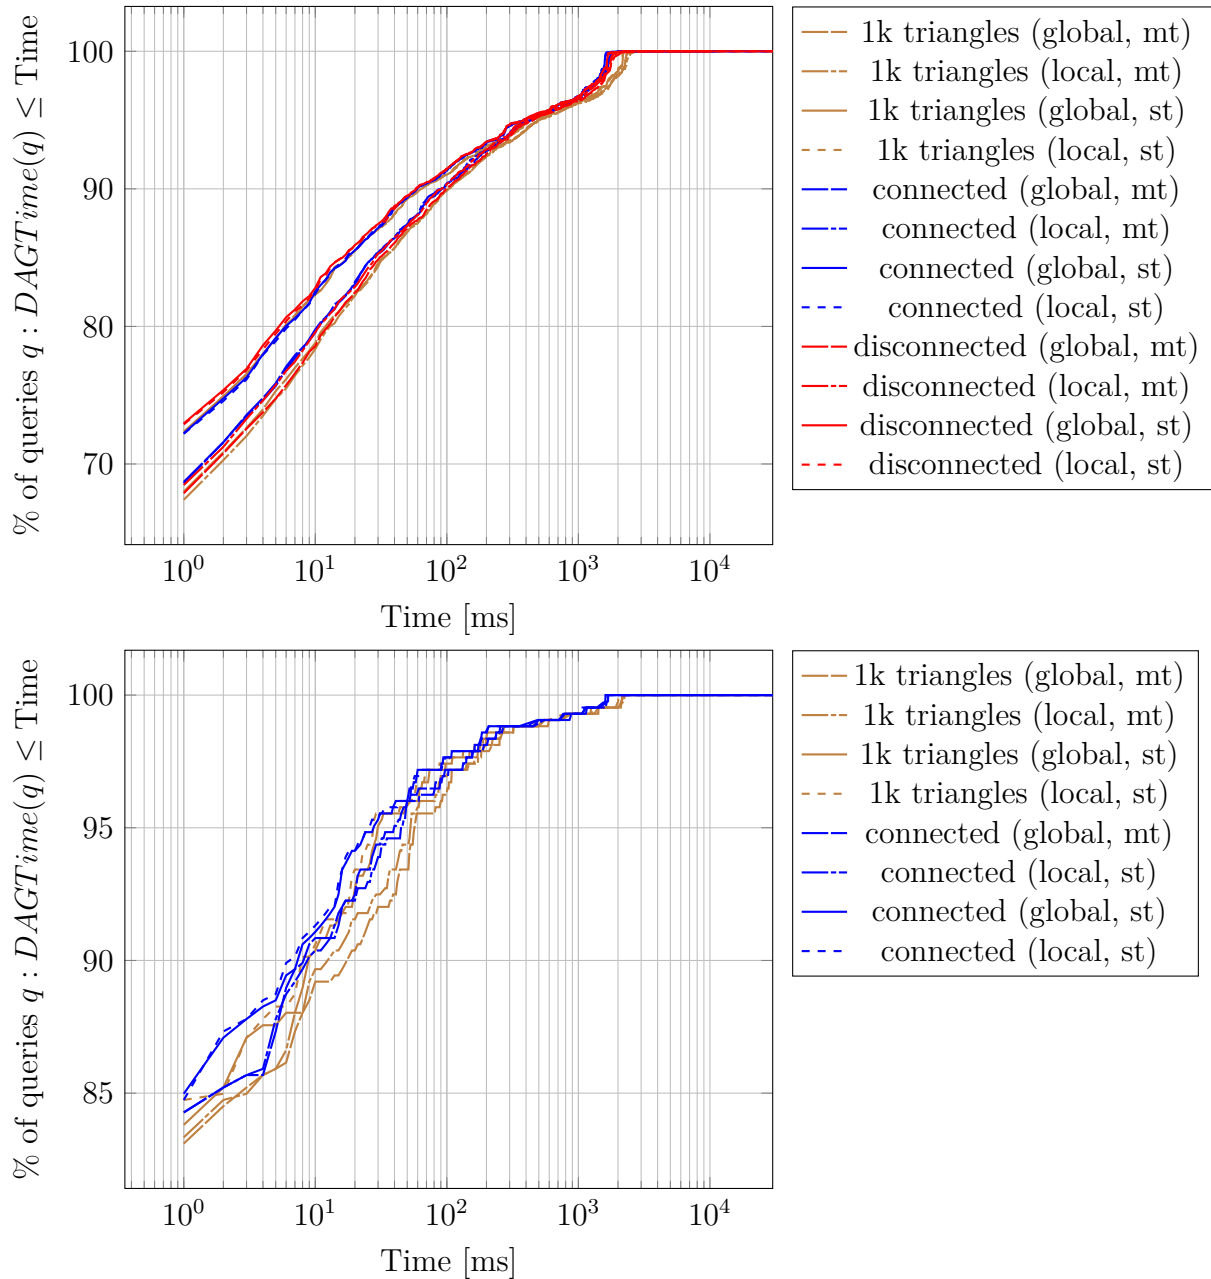 % of queries q : DAGTime(q) ≤ Time
100
90
80
70
10^0 10^1 10^2 10^3 10^4
Time [ms]
1k triangles (global, mt)
1k triangles (local, mt)
1k triangles (global, st)
1k triangles (local, st)
connected (global, mt)
connected (local, mt)
connected (global, st)
connected (local, st)
disconnected (global, mt)
disconnected (local, mt)
disconnected (global, st)
disconnected (local, st)
% of queries q : DAGTime(q) ≤ Time
100
95
90
85
10^0 10^1 10^2 10^3 10^4
Time [ms]
1k triangles (global, mt)
1k triangles (local, mt)
1k triangles (global, st)
1k triangles (local, st)
connected (global, mt)
connected (local, st)
connected (global, st)
connected (local, st)